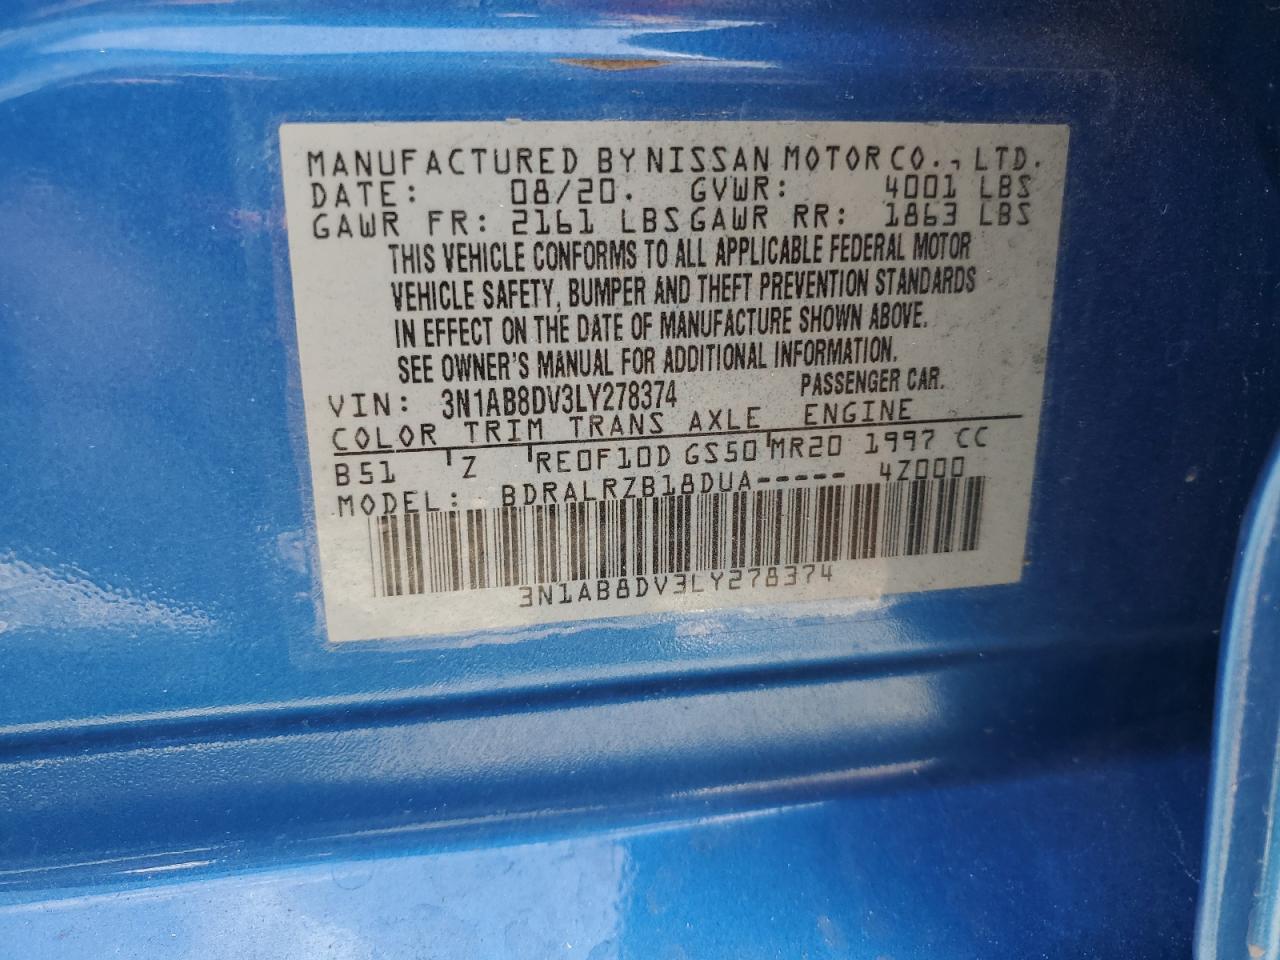 MANUFACTURED BY NISSAN MOTOR CO., LTD.
DATE: 08/20. GVWR: 4001 LBS
GAWR FR: 2161 LBS GAWR RR: 1863 LBS
THIS VEHICLE CONFORMS TO ALL APPLICABLE FEDERAL MOTOR
VEHICLE SAFETY, BUMPER AND THEFT PREVENTION STANDARDS
IN EFFECT ON THE DATE OF MANUFACTURE SHOWN ABOVE.
SEE OWNER'S MANUAL FOR ADDITIONAL INFORMATION.
VIN: 3N1AB8DV3LY278374 PASSENGER CAR.
COLOR TRIM TRANS AXLE ENGINE
B51 Z RE0F10D GS50 MR20 1997 CC
MODEL: BDRALRZB18DUA----- 4Z000
3N1AB8DV3LY278374